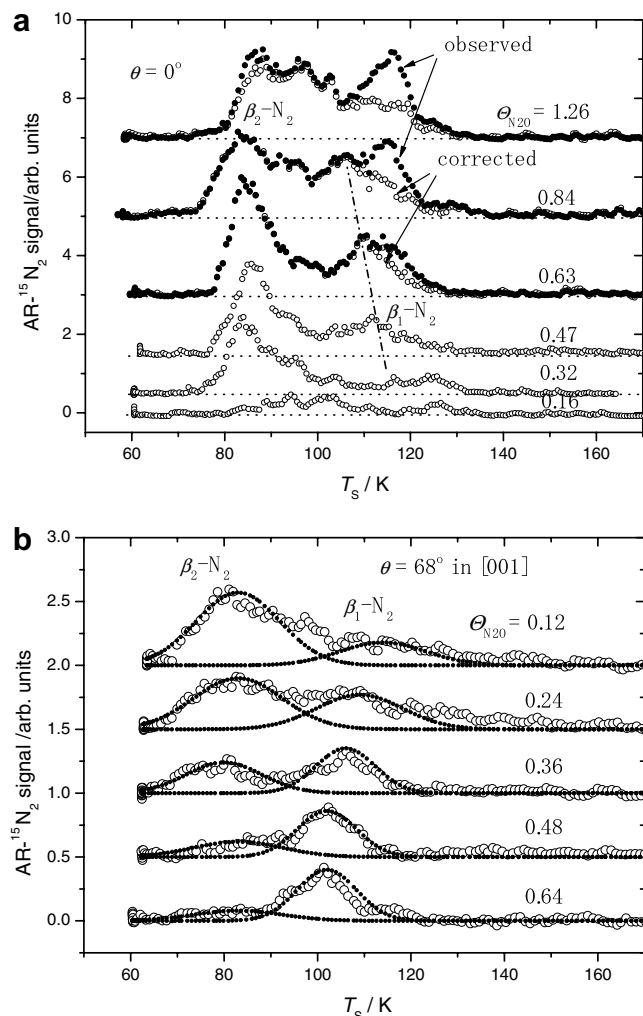 a
AR-¹⁵N₂ signal/arb. units
10
8
6
4
2
0
θ = 0°
observed
β₂–N₂
Θ_N2O = 1.26
corrected
0.84
0.63
β₁–N₂
0.47
0.32
0.16
60 80 100 120 140 160
T_S / K
b
AR-¹⁵N₂ signal /arb. units
3.0
2.5
2.0
1.5
1.0
0.5
0.0
β₂–N₂
θ = 68° in [001]
β₁–N₂
Θ_N2O = 0.12
0.24
0.36
0.48
0.64
60 80 100 120 140 160
T_S / K